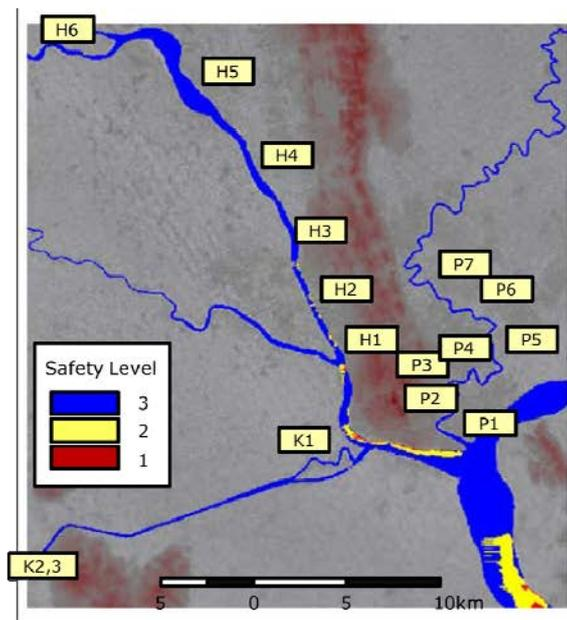 H6
H5
H4
H3
P7
H2
P6
H1
P5
P4
P3
Safety Level
3
P2
2
P1
K1
1
K2,3
5 0 5 10km